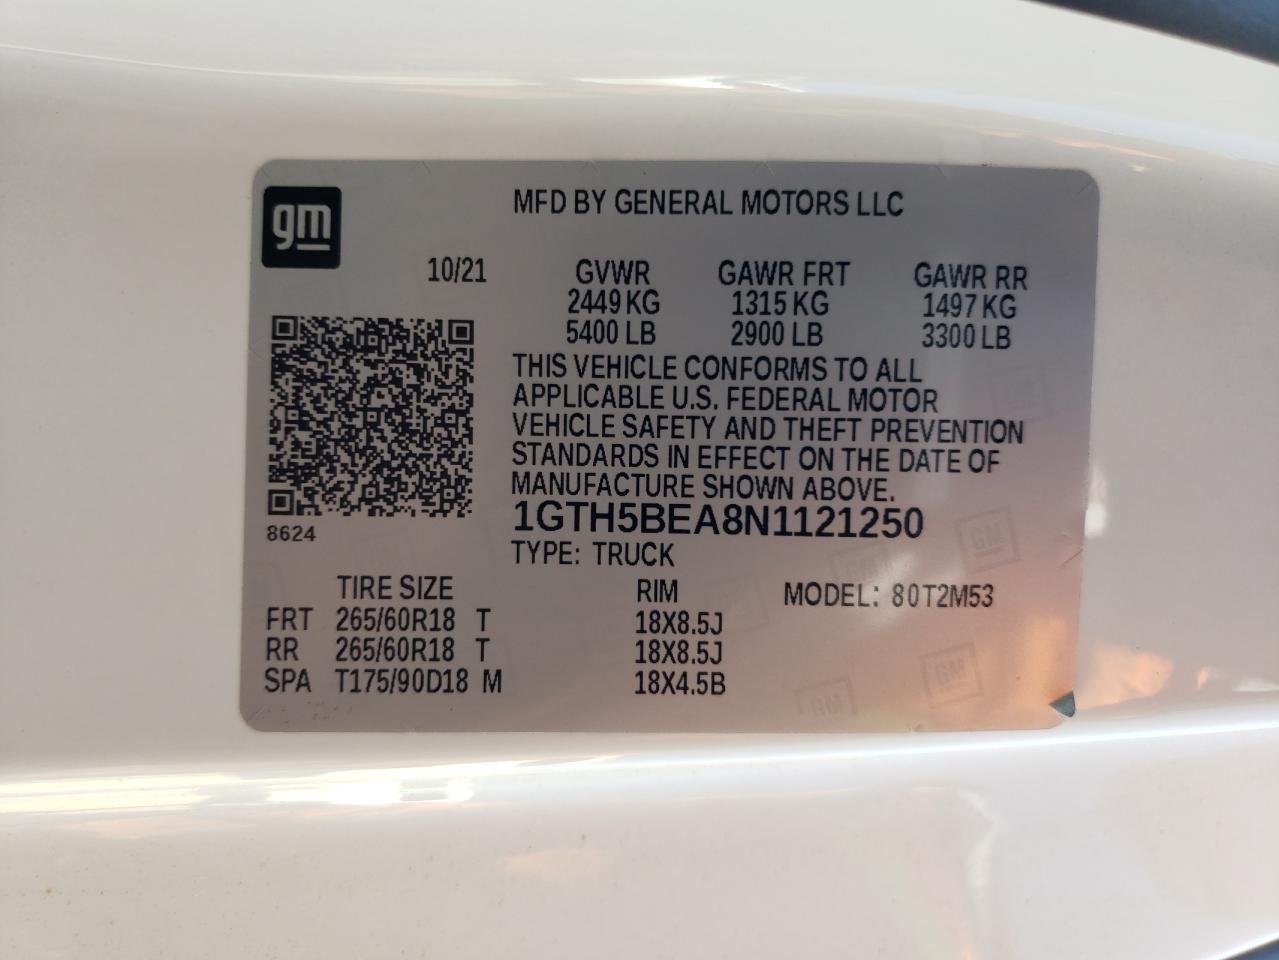 gm
MFD BY GENERAL MOTORS LLC
10/21
GVWR GAWR FRT GAWR RR
2449 KG 1315 KG 1497 KG
5400 LB 2900 LB 3300 LB
THIS VEHICLE CONFORMS TO ALL
APPLICABLE U.S. FEDERAL MOTOR
VEHICLE SAFETY AND THEFT PREVENTION
STANDARDS IN EFFECT ON THE DATE OF
MANUFACTURE SHOWN ABOVE.
1GTH5BEA8N1121250
8624
TYPE: TRUCK
TIRE SIZE RIM MODEL: 80T2M53
FRT 265/60R18 T 18X8.5J
RR 265/60R18 T 18X8.5J
SPA T175/90D18 M 18X4.5B
GM
GM
GM